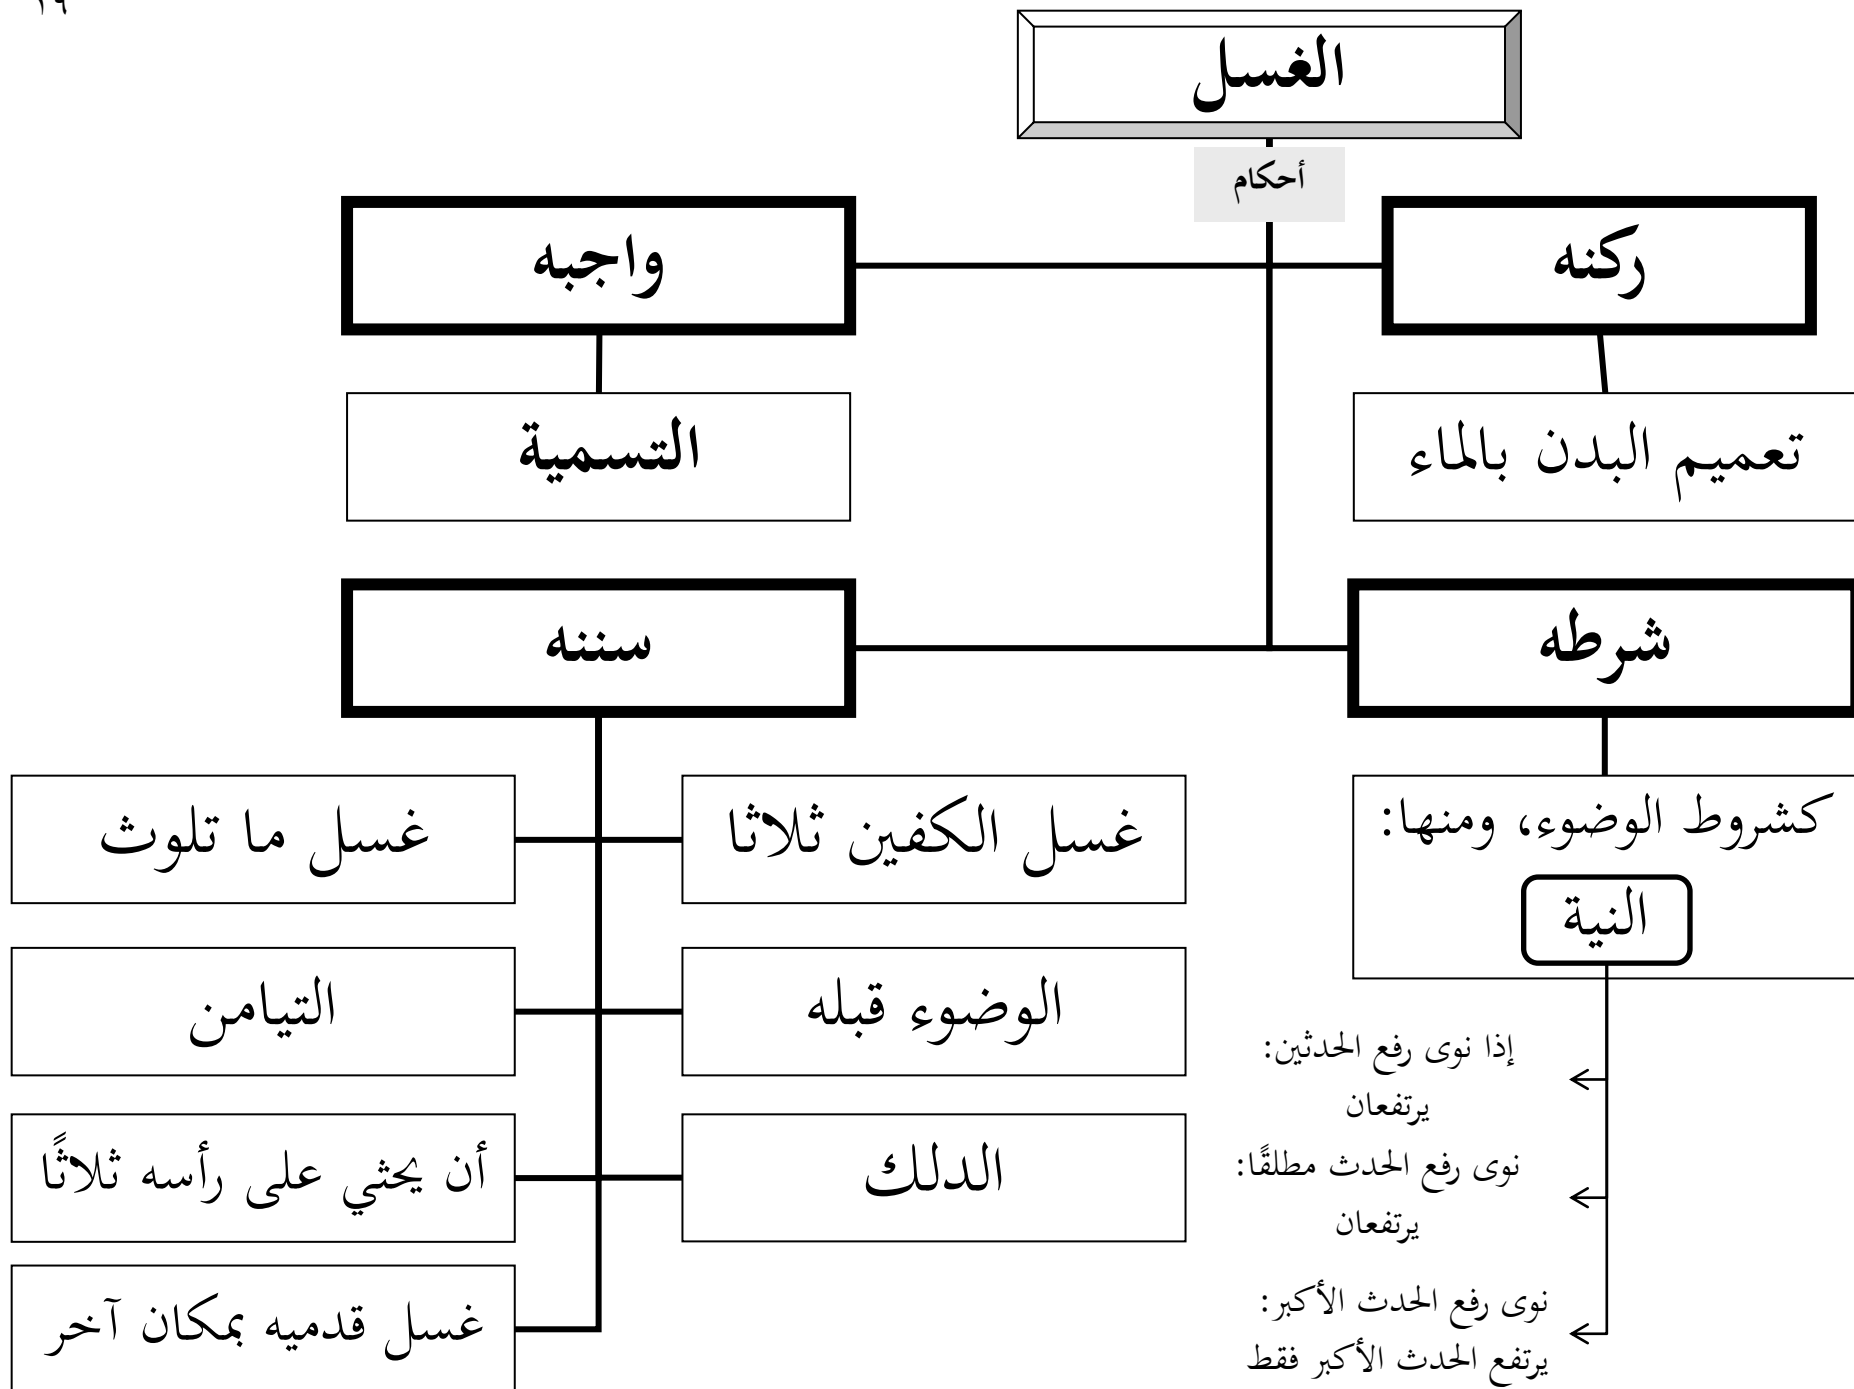 ١٩
الغسل
أحكام
ركنه
واجبه
تعميم البدن بالماء
التسمية
شرطه
سننه
كشروط الوضوء، ومنها:
النية
إذا نوى رفع الحدثين:
يرتفعان
نوى رفع الحدث مطلقًا:
يرتفعان
نوى رفع الحدث الأكبر:
يرتفع الحدث الأكبر فقط
غسل الكفين ثلاثا
غسل ما تلوث
الوضوء قبله
التيامن
الدلك
أن يحثي على رأسه ثلاثًا
غسل قدميه بمكان آخر